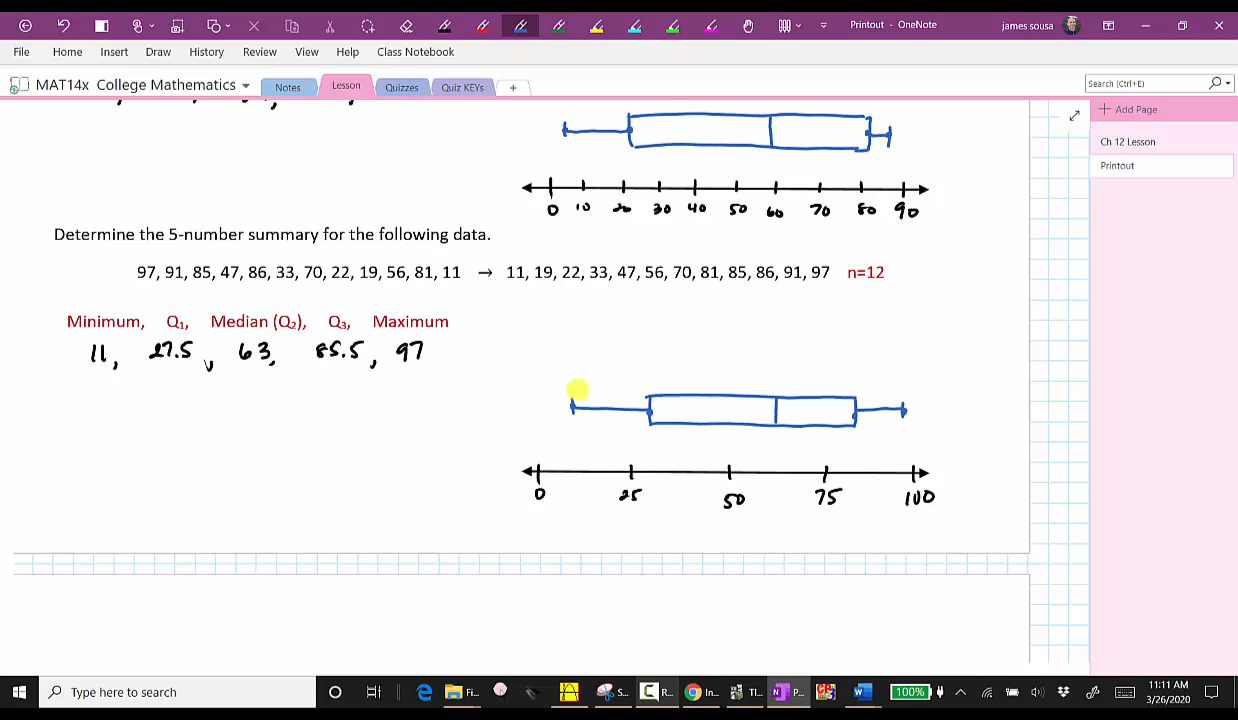 Printout - OneNote
james sousa
File Home Insert Draw History Review View Help Class Notebook
MAT14x College Mathematics Notes Lesson Quizzes Quiz KEYs +
Search (Ctrl+E)
Add Page
Ch 12 Lesson
Printout
0 10 20 30 40 50 60 70 80 90
Determine the 5-number summary for the following data.
97, 91, 85, 47, 86, 33, 70, 22, 19, 56, 81, 11 → 11, 19, 22, 33, 47, 56, 70, 81, 85, 86, 91, 97 n=12
Minimum, Q₁, Median (Q₂), Q₃, Maximum
11, 27.5, 63, 85.5, 97
0 25 50 75 100
Type here to search
Fi...
S...
R...
In...
TI...
P...
100%
11:11 AM
3/26/2020